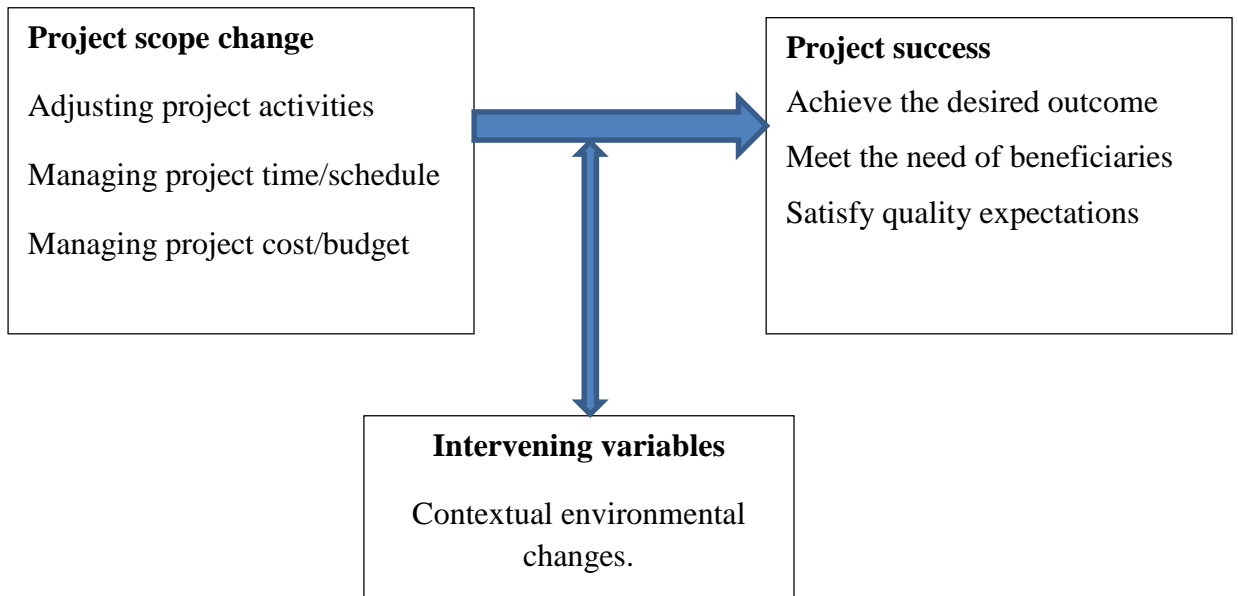 Project scope change
Adjusting project activities
Managing project time/schedule
Managing project cost/budget
Project success
Achieve the desired outcome
Meet the need of beneficiaries
Satisfy quality expectations
Intervening variables
Contextual environmental
changes.